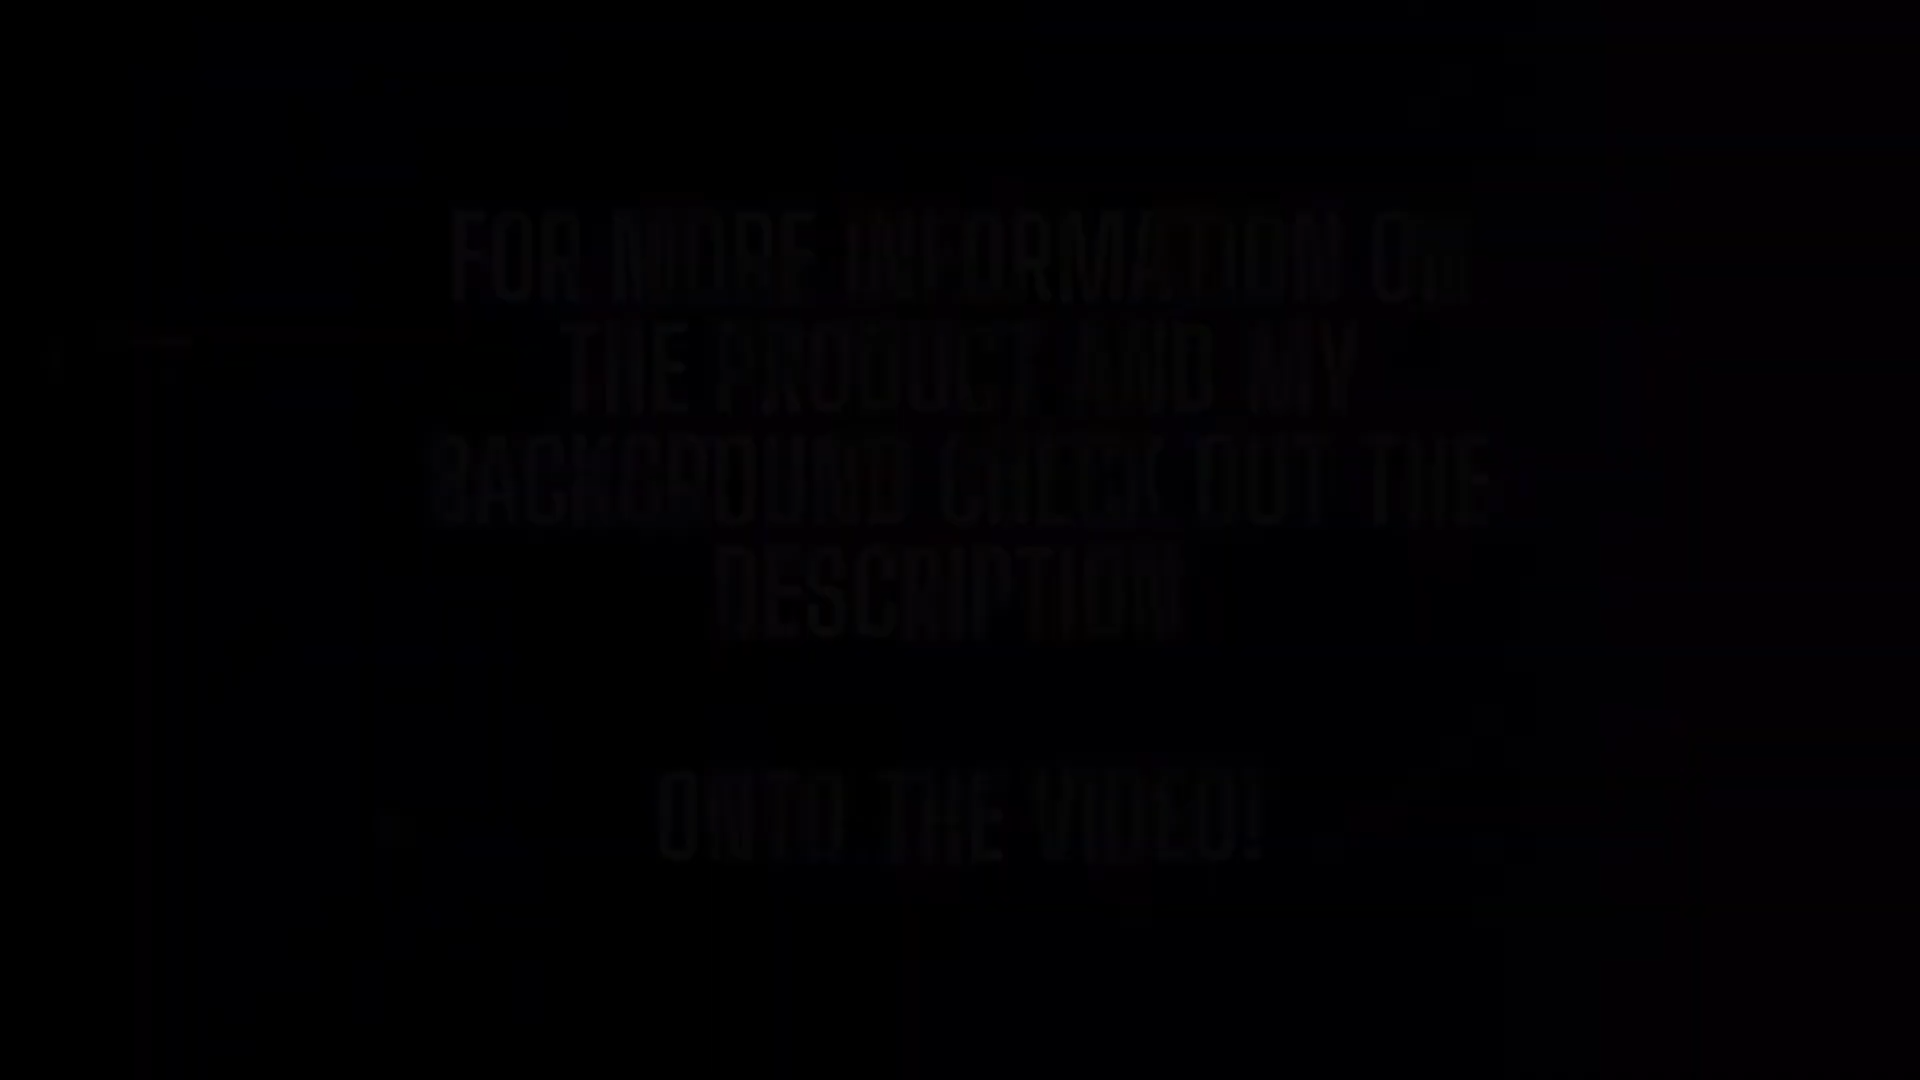 FOR MORE INFORMATION ON
THE PRODUCT AND MY
BACKGROUND CHECK OUT THE
DESCRIPTION
ONTO THE VIDEO!